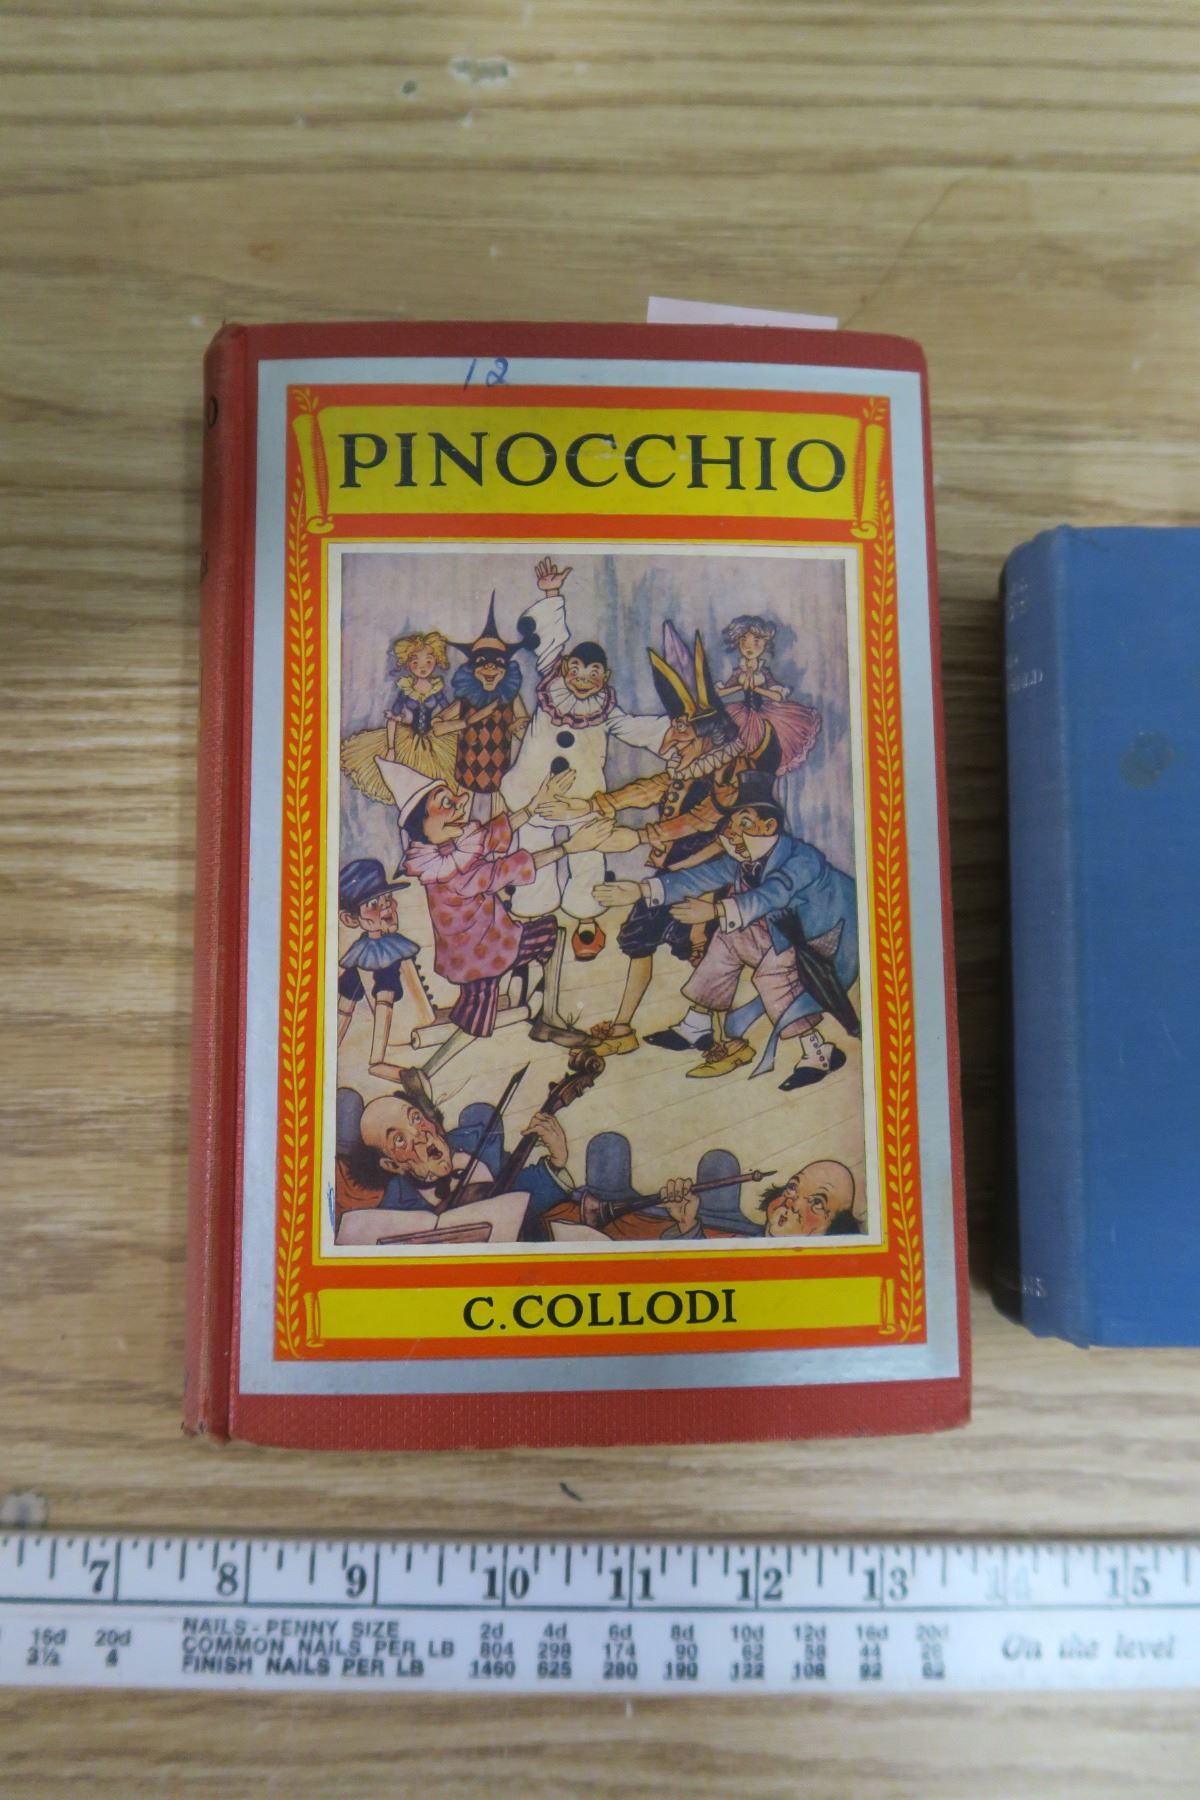 12
PINOCCHIO
C. COLLODI
7 8 9 10 11 12 13 14 15
16d 20d NAILS - PENNY SIZE 2d 4d 6d 8d 10d 12d 16d 20d
3½ 4 COMMON NAILS PER LB 804 298 174 90 62 58 44 28
FINISH NAILS PER LB 1460 625 280 190 122 108 92 62
On the level